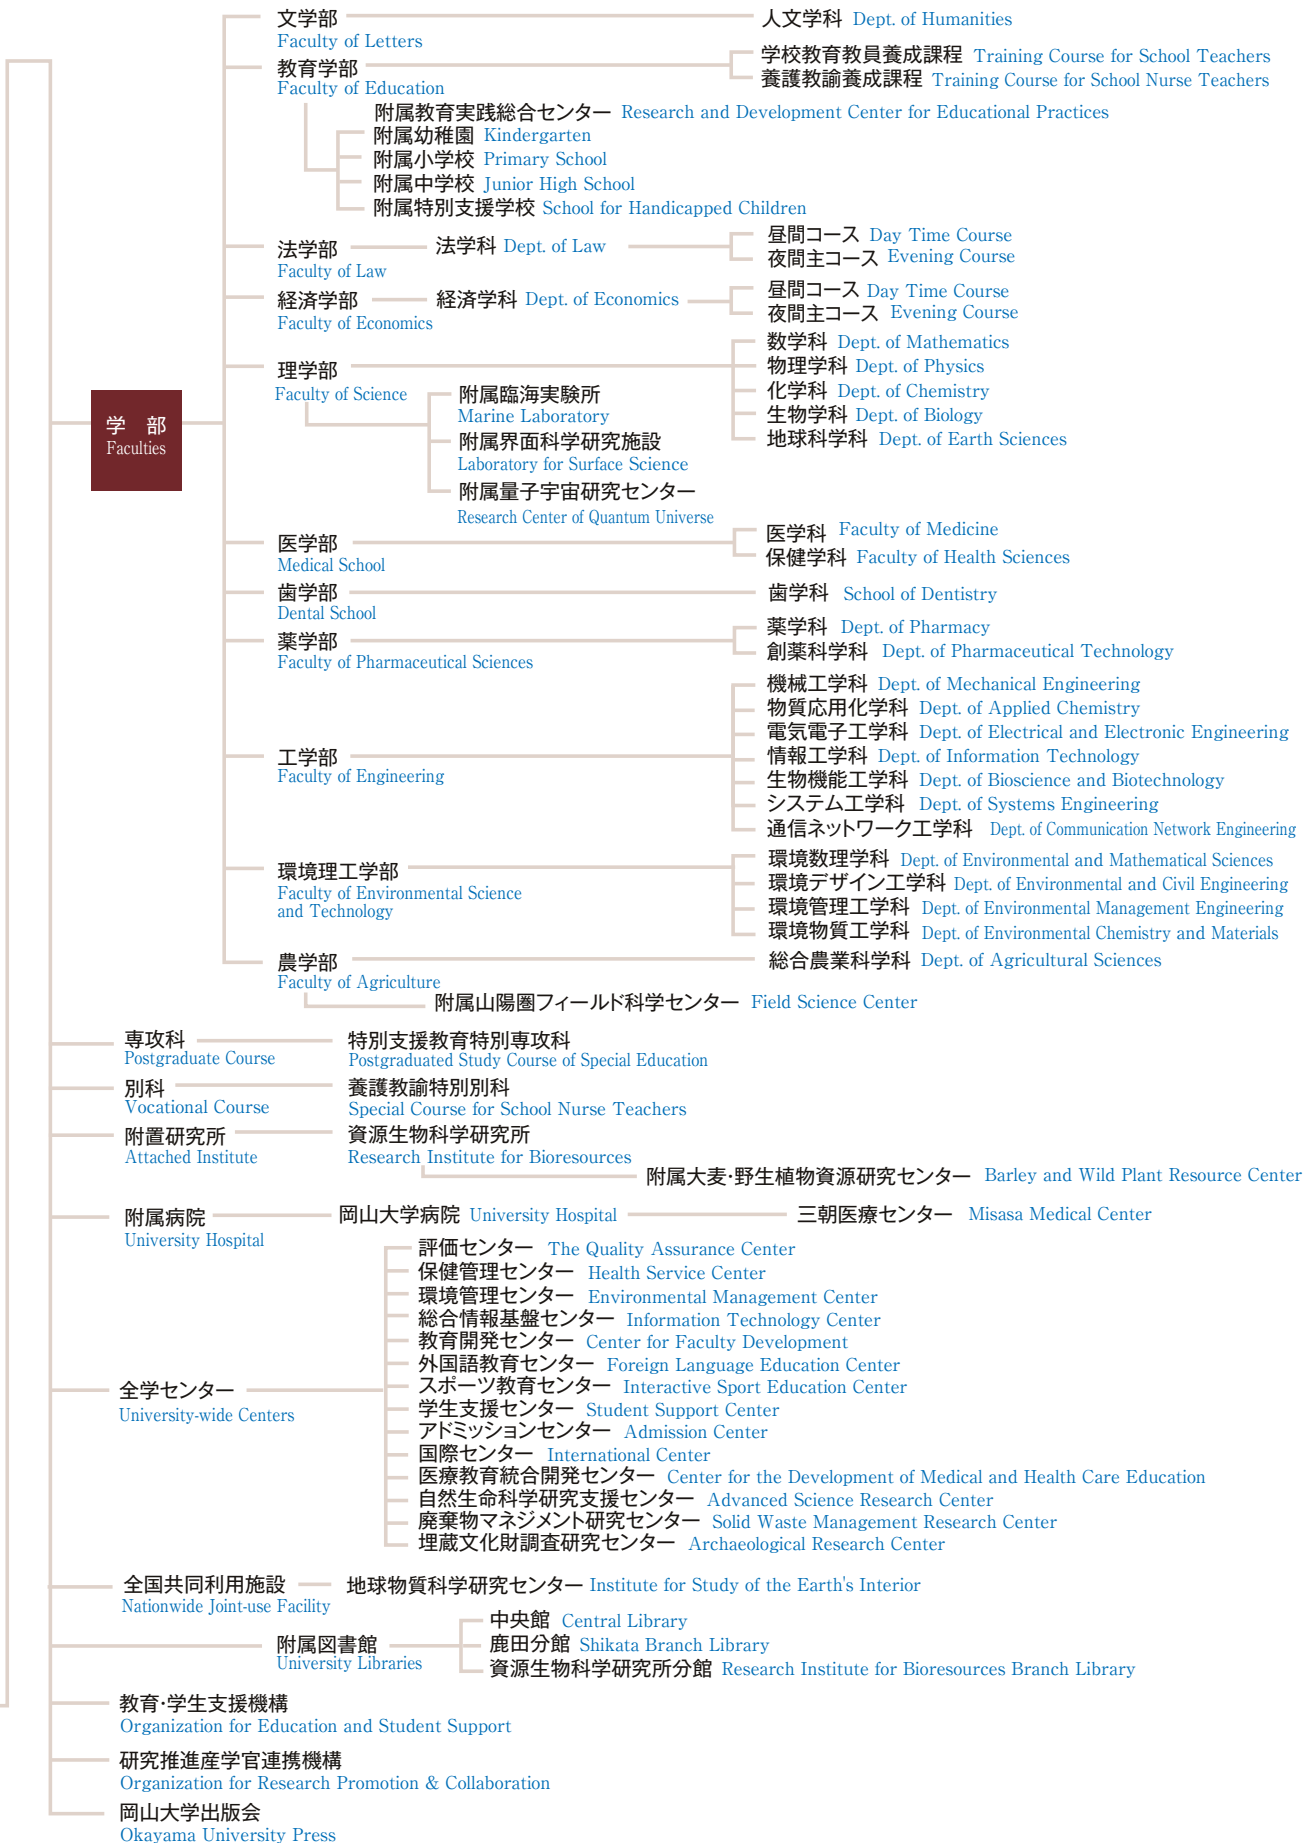 文学部 人文学科 Dept. of Humanities
Faculty of Letters
教育学部 学校教育教員養成課程 Training Course for School Teachers
Faculty of Education 養護教諭養成課程 Training Course for School Nurse Teachers
附属教育実践総合センター Research and Development Center for Educational Practices
附属幼稚園 Kindergarten
附属小学校 Primary School
附属中学校 Junior High School
附属特別支援学校 School for Handicapped Children
法学部 法学科 Dept. of Law 昼間コース Day Time Course
Faculty of Law 夜間主コース Evening Course
経済学部 経済学科 Dept. of Economics 昼間コース Day Time Course
Faculty of Economics 夜間主コース Evening Course
理学部 数学科 Dept. of Mathematics
Faculty of Science 物理学科 Dept. of Physics
化学科 Dept. of Chemistry
生物学科 Dept. of Biology
地球科学科 Dept. of Earth Sciences
附属臨海実験所
Marine Laboratory
附属界面科学研究施設
Laboratory for Surface Science
附属量子宇宙研究センター
Research Center of Quantum Universe
学 部
Faculties
医学部 医学科 Faculty of Medicine
Medical School 保健学科 Faculty of Health Sciences
歯学部 歯学科 School of Dentistry
Dental School
薬学部 薬学科 Dept. of Pharmacy
Faculty of Pharmaceutical Sciences 創薬科学科 Dept. of Pharmaceutical Technology
機械工学科 Dept. of Mechanical Engineering
物質応用化学科 Dept. of Applied Chemistry
電気電子工学科 Dept. of Electrical and Electronic Engineering
工学部 情報工学科 Dept. of Information Technology
Faculty of Engineering 生物機能工学科 Dept. of Bioscience and Biotechnology
システム工学科 Dept. of Systems Engineering
通信ネットワーク工学科 Dept. of Communication Network Engineering
環境理工学部 環境数理学科 Dept. of Environmental and Mathematical Sciences
Faculty of Environmental Science 環境デザイン工学科 Dept. of Environmental and Civil Engineering
and Technology 環境管理工学科 Dept. of Environmental Management Engineering
環境物質工学科 Dept. of Environmental Chemistry and Materials
農学部 総合農業科学科 Dept. of Agricultural Sciences
Faculty of Agriculture
附属山陽圏フィールド科学センター Field Science Center
専攻科 特別支援教育特別専攻科
Postgraduate Course Postgraduated Study Course of Special Education
別科 養護教諭特別別科
Vocational Course Special Course for School Nurse Teachers
附置研究所 資源生物科学研究所
Attached Institute Research Institute for Bioresources
附属大麦・野生植物資源研究センター Barley and Wild Plant Resource Center
附属病院 岡山大学病院 University Hospital 三朝医療センター Misasa Medical Center
University Hospital
評価センター The Quality Assurance Center
保健管理センター Health Service Center
環境管理センター Environmental Management Center
総合情報基盤センター Information Technology Center
教育開発センター Center for Faculty Development
外国語教育センター Foreign Language Education Center
全学センター スポーツ教育センター Interactive Sport Education Center
University-wide Centers 学生支援センター Student Support Center
アドミッションセンター Admission Center
国際センター International Center
医療教育統合開発センター Center for the Development of Medical and Health Care Education
自然生命科学研究支援センター Advanced Science Research Center
廃棄物マネジメント研究センター Solid Waste Management Research Center
埋蔵文化財調査研究センター Archaeological Research Center
全国共同利用施設 地球物質科学研究センター Institute for Study of the Earth's Interior
Nationwide Joint-use Facility
中央館 Central Library
附属図書館 鹿田分館 Shikata Branch Library
University Libraries 資源生物科学研究所分館 Research Institute for Bioresources Branch Library
教育・学生支援機構
Organization for Education and Student Support
研究推進産学官連携機構
Organization for Research Promotion & Collaboration
岡山大学出版会
Okayama University Press